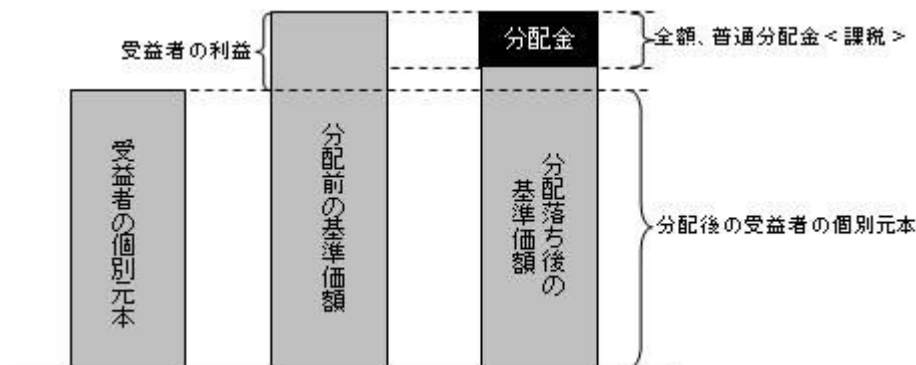 受益者の利益
分配金
全額、普通分配金＜課税＞
受益者の個別元本
分配前の基準価額
分配落ち後の
基準価額
分配後の受益者の個別元本